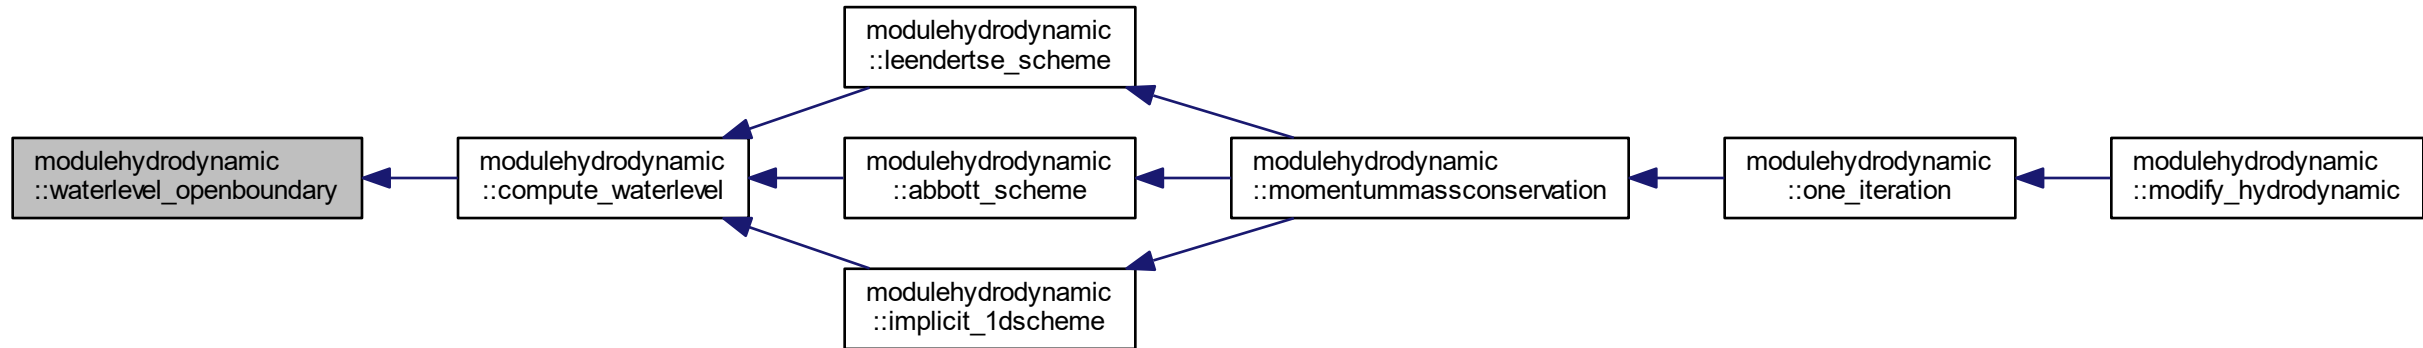 modulehydrodynamic
::leendertse_scheme
modulehydrodynamic
::waterlevel_openboundary
modulehydrodynamic
::compute_waterlevel
modulehydrodynamic
::abbott_scheme
modulehydrodynamic
::momentummassconservation
modulehydrodynamic
::one_iteration
modulehydrodynamic
::modify_hydrodynamic
modulehydrodynamic
::implicit_1dscheme